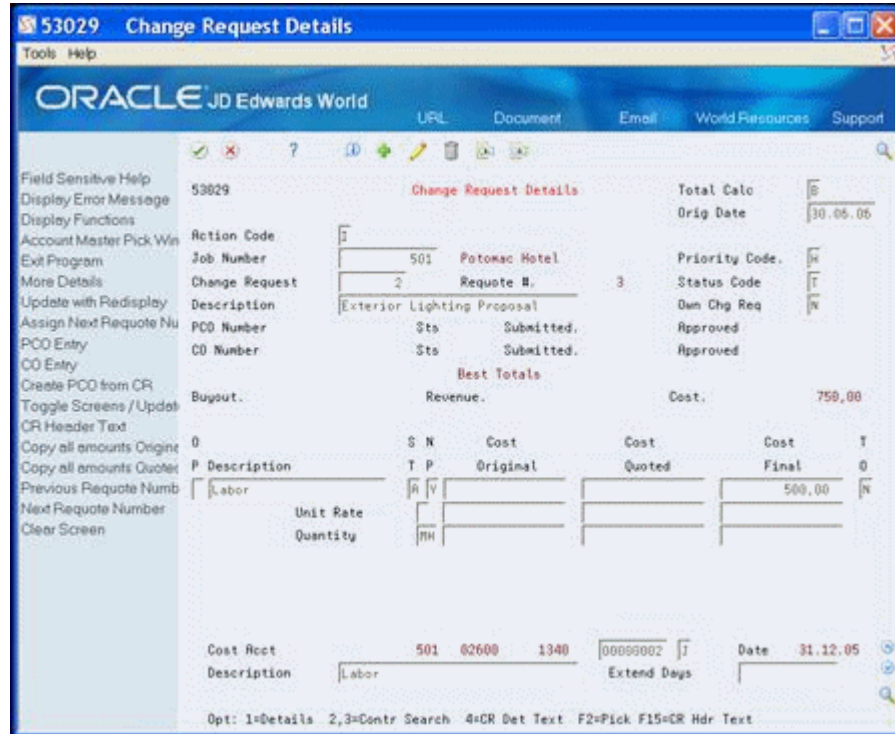 53029 Change Request Details
Tools Help
ORACLE JD Edwards World
URL Document Email World Resources Support
?
Field Sensitive Help
Display Error Message
Display Functions
Account Master Pick Win
Exit Program
More Details
Update with Redisplay
Assign Next Requote Nu
PCO Entry
CO Entry
Create PCO from CR
Toggle Screens / Updat
CR Header Text
Copy all amounts Origina
Copy all amounts Quoted
Previous Requote Numb
Next Requote Number
Clear Screen
53029 Change Request Details Total Calc B
Orig Date 30.06.06
Action Code I
Job Number 501 Potomac Hotel Priority Code. H
Change Request 2 Requote #. 3 Status Code T
Description Exterior Lighting Proposal Own Chg Req N
PCO Number Sts Submitted. Approved
CO Number Sts Submitted. Approved
Best Totals
Buyout. Revenue. Cost. 750,00
O S N Cost Cost Cost T
P Description T P Original Quoted Final O
Labor A Y 500,00 N
Unit Rate
Quantity MH
Cost Acct 501 02600 1340 00000002 J Date 31.12.05
Description Labor Extend Days
Opt: 1=Details 2,3=Contr Search 4=CR Det Text F2=Pick F15=CR Hdr Text